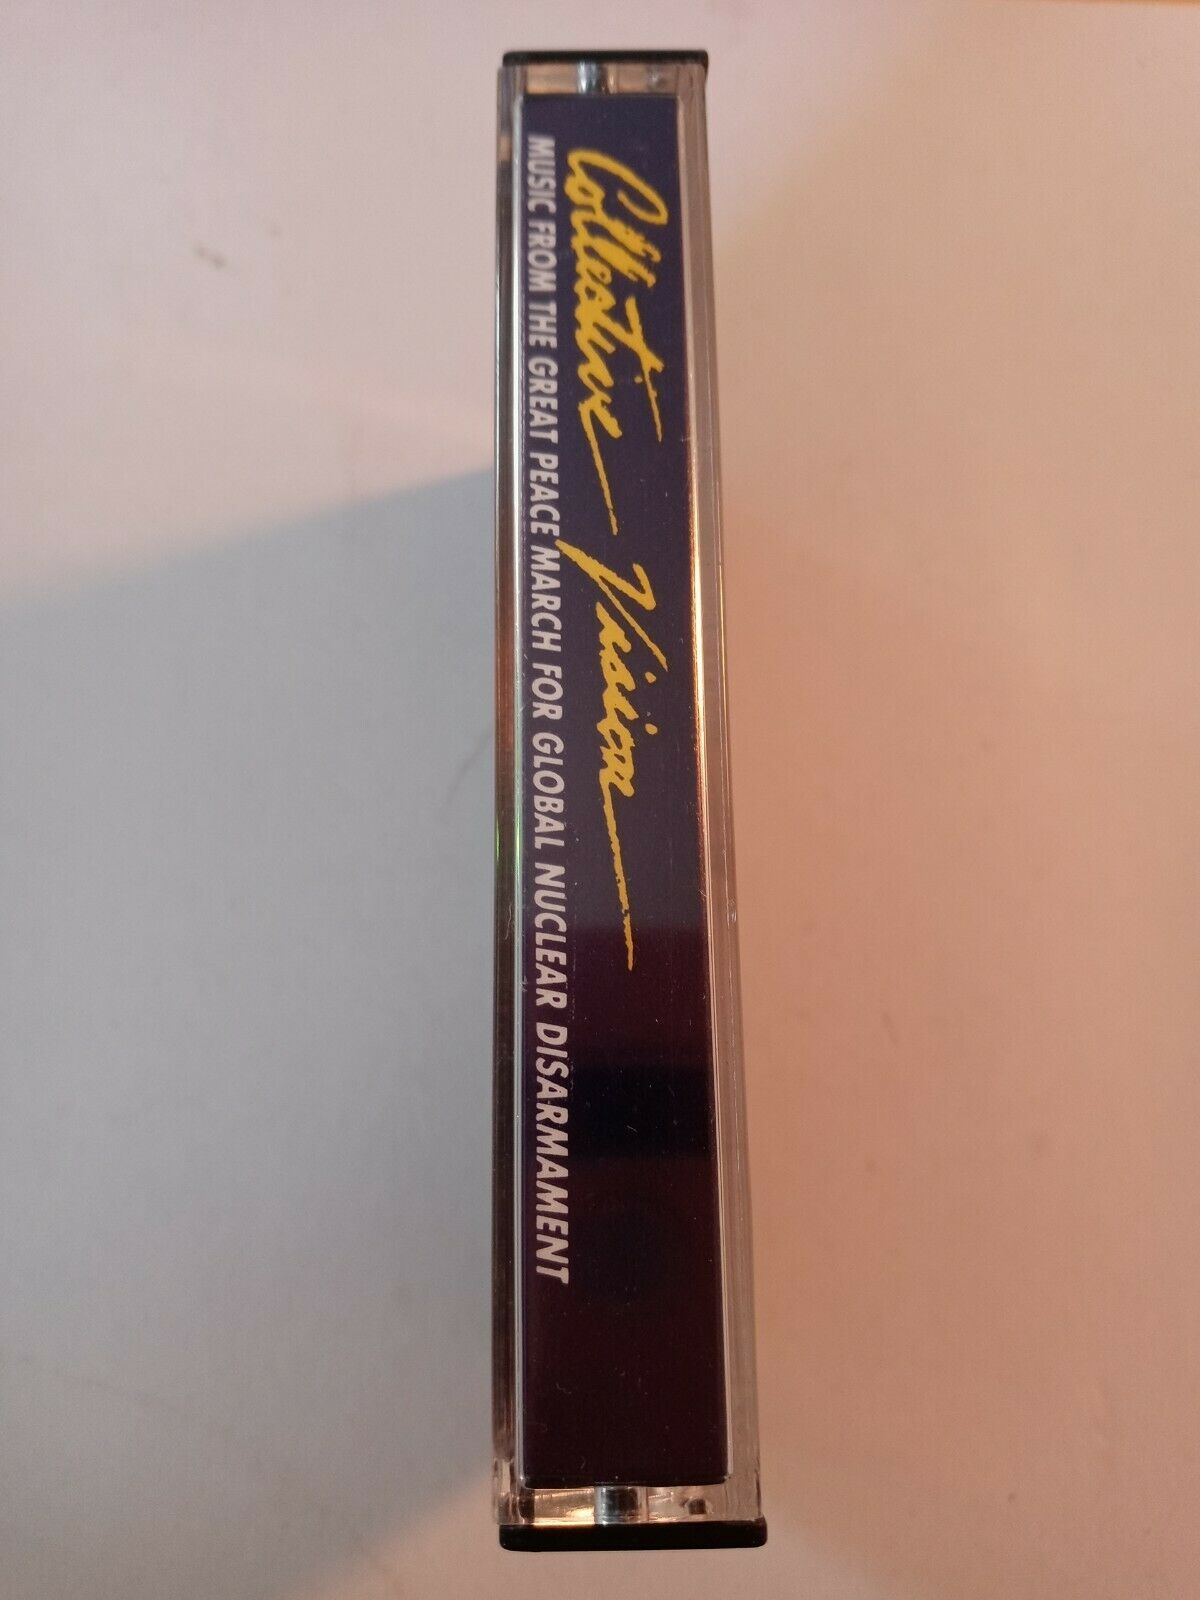 Collective Vision
MUSIC FROM THE GREAT PEACE MARCH FOR GLOBAL NUCLEAR DISARMAMENT